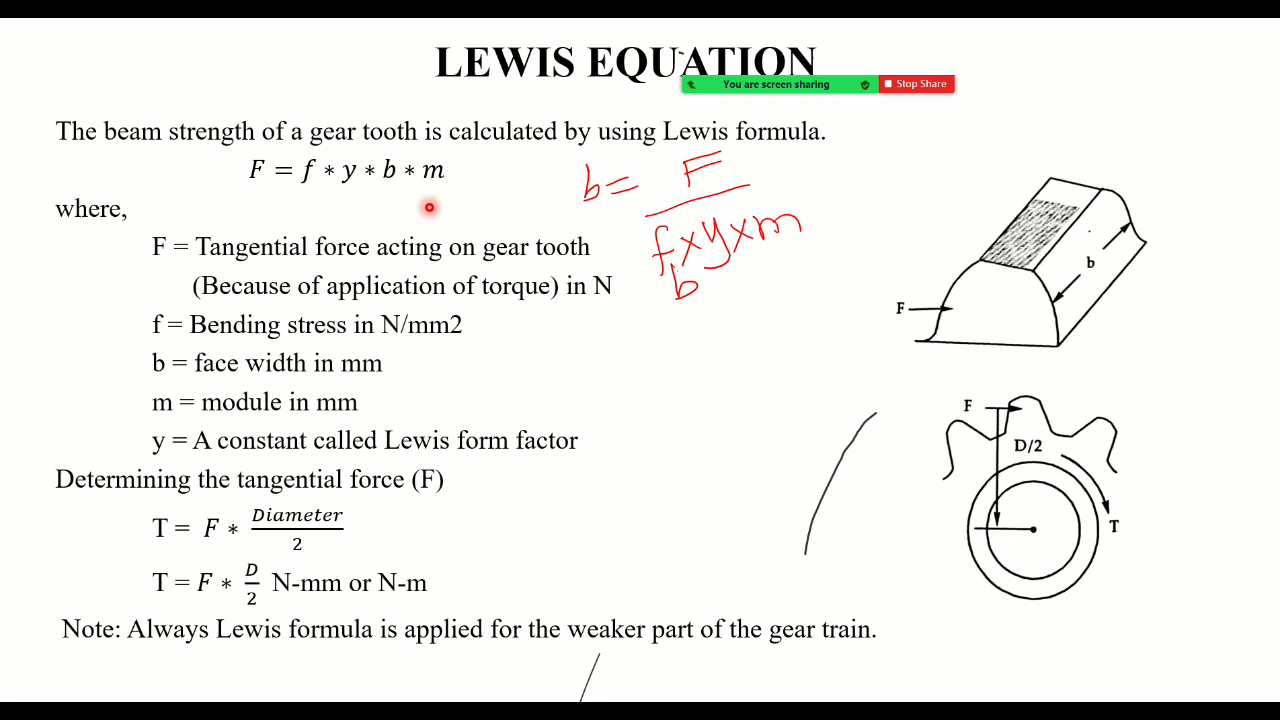 LEWIS EQUATION
You are screen sharing
Stop Share
The beam strength of a gear tooth is calculated by using Lewis formula.
F = f * y * b * m
b = F / f_b x y x m
where,
F = Tangential force acting on gear tooth
(Because of application of torque) in N
f = Bending stress in N/mm2
b = face width in mm
m = module in mm
y = A constant called Lewis form factor
Determining the tangential force (F)
T = F * Diameter / 2
T = F * D / 2 N-mm or N-m
Note: Always Lewis formula is applied for the weaker part of the gear train.
F
b
F
D/2
T